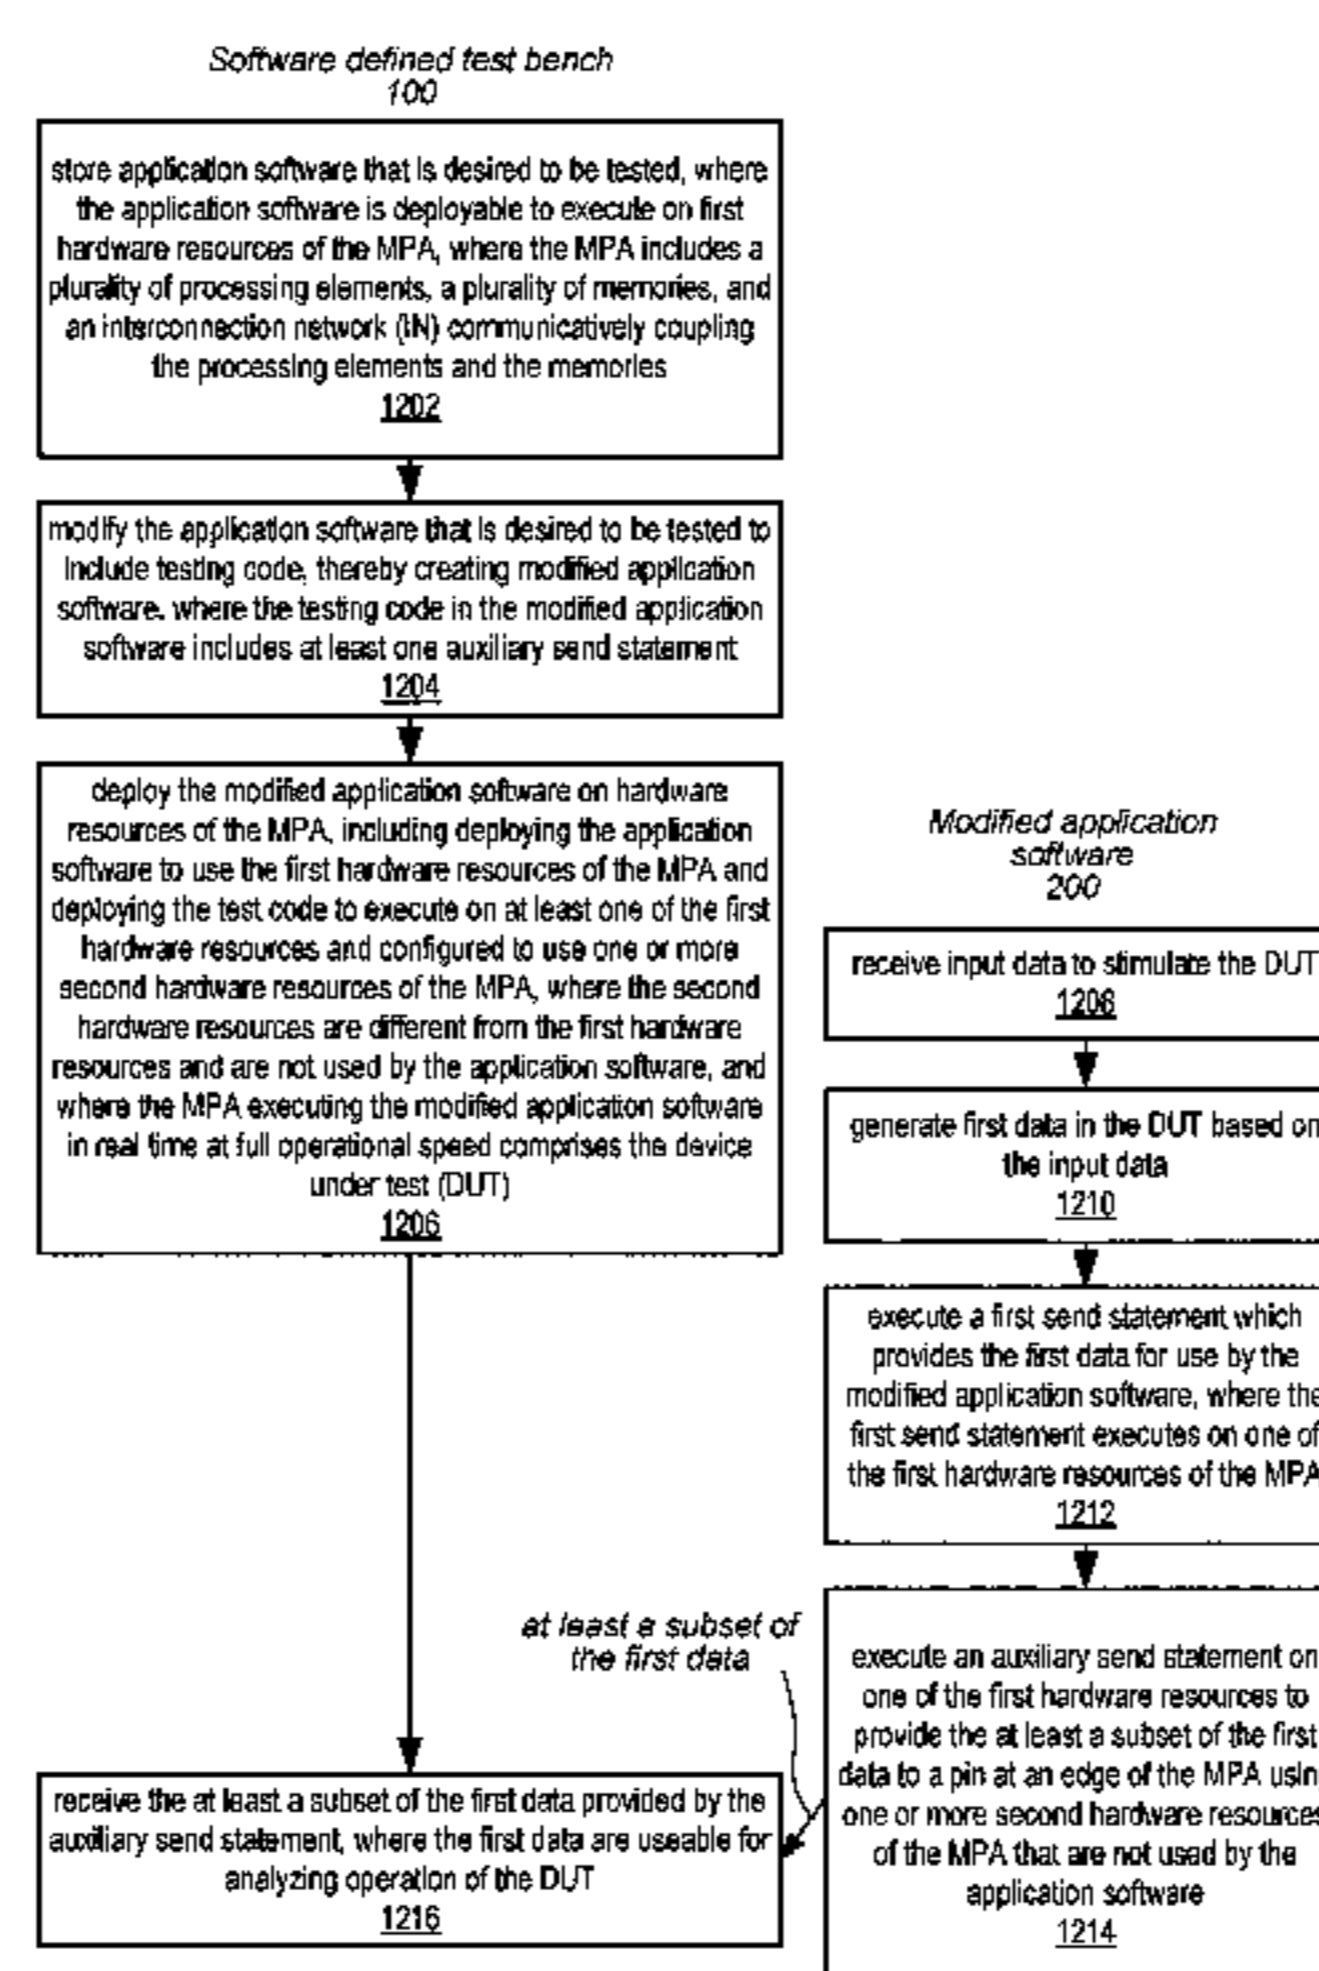 Software defined test bench
100
store application software that is desired to be tested, where
the application software is deployable to execute on first
hardware resources of the MPA, where the MPA includes a
plurality of processing elements, a plurality of memories, and
an interconnection network (IN) communicatively coupling
the processing elements and the memories
1202
modify the application software that is desired to be tested to
include testing code, thereby creating modified application
software, where the testing code in the modified application
software includes at least one auxiliary send statement
1204
deploy the modified application software on hardware
resources of the MPA, including deploying the application
software to use the first hardware resources of the MPA and
deploying the test code to execute on at least one of the first
hardware resources and configured to use one or more
second hardware resources of the MPA, where the second
hardware resources are different from the first hardware
resources and are not used by the application software, and
where the MPA executing the modified application software
in real time at full operational speed comprises the device
under test (DUT)
1206
Modified application
software
200
receive input data to stimulate the DUT
1208
generate first data in the DUT based on
the input data
1210
execute a first send statement which
provides the first data for use by the
modified application software, where the
first send statement executes on one of
the first hardware resources of the MPA
1212
at least a subset of
the first data
execute an auxiliary send statement on
one of the first hardware resources to
provide the at least a subset of the first
data to a pin at an edge of the MPA using
one or more second hardware resources
of the MPA that are not used by the
application software
1214
receive the at least a subset of the first data provided by the
auxiliary send statement, where the first data are useable for
analyzing operation of the DUT
1216